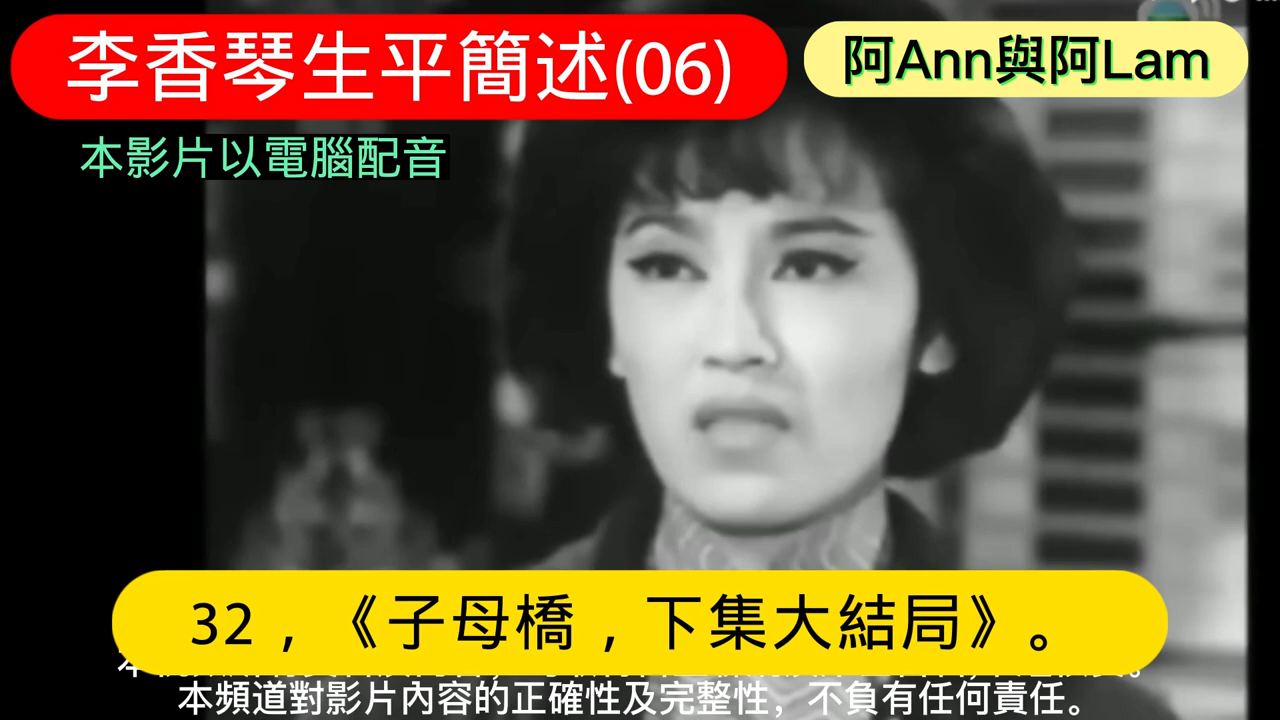 李香琴生平簡述(06)
阿Ann與阿Lam
本影片以電腦配音
32，《子母橋，下集大結局》。
本頻道對影片內容的正確性及完整性，不負有任何責任。